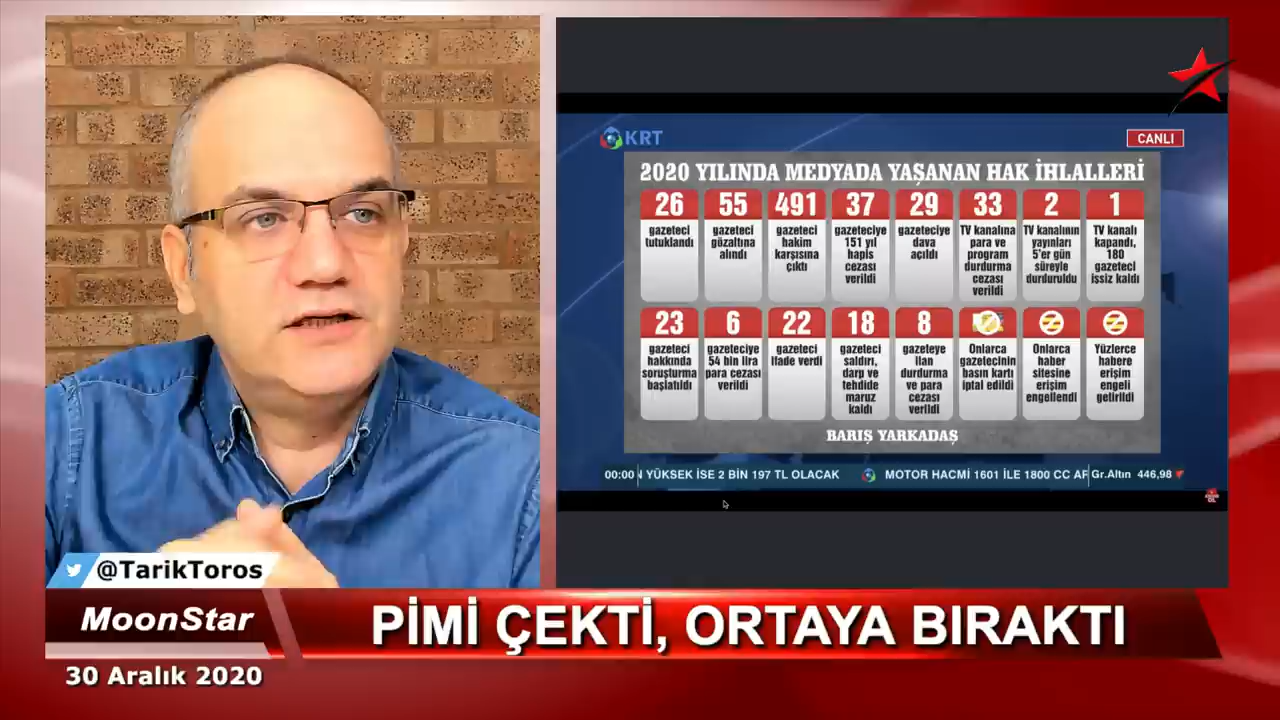 KRT
CANLI
2020 YILINDA MEDYADA YAŞANAN HAK İHLALLERİ
26
gazeteci
tutuklandı
55
gazeteci
gözaltına
alındı
491
gazeteci
hakim
karşısına
çıktı
37
gazeteciye
151 yıl
hapis
cezası
verildi
29
gazeteciye
dava
açıldı
33
TV kanalına
para ve
program
durdurma
cezası
verildi
2
TV kanalının
yayınları
5'er gün
süreyle
durduruldu
1
TV kanalı
kapandı,
180
gazeteci
işsiz kaldı
23
gazeteci
hakkında
soruşturma
başlatıldı
6
gazeteciye
54 bin lira
para cezası
verildi
22
gazeteci
ifade verdi
18
gazeteci
saldırı,
darp ve
tehdide
maruz
kaldı
8
gazeteye
ilan
durdurma
ve para
cezası
verildi
Onlarca
gazetecinin
basın kartı
iptal edildi
Onlarca
haber
sitesine
erişim
engellendi
Yüzlerce
habere
erişim
engeli
getirildi
BARIŞ YARKADAŞ
00:00 N YÜKSEK İSE 2 BİN 197 TL OLACAK MOTOR HACMİ 1601 İLE 1800 CC AR Gr.Altın 446,98
@TarikToros
MoonStar
PİMİ ÇEKTİ, ORTAYA BIRAKTI
30 Aralık 2020